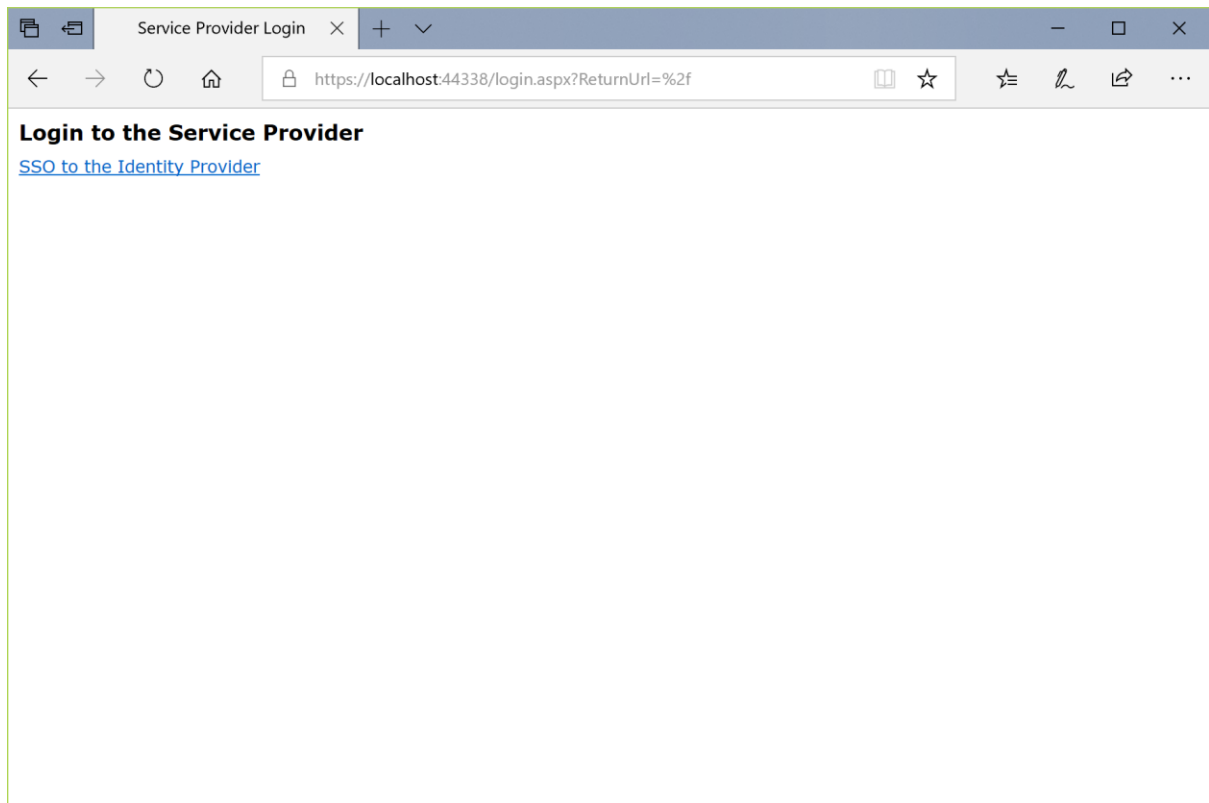 Service Provider Login
https://localhost:44338/login.aspx?ReturnUrl=%2f
Login to the Service Provider
SSO to the Identity Provider